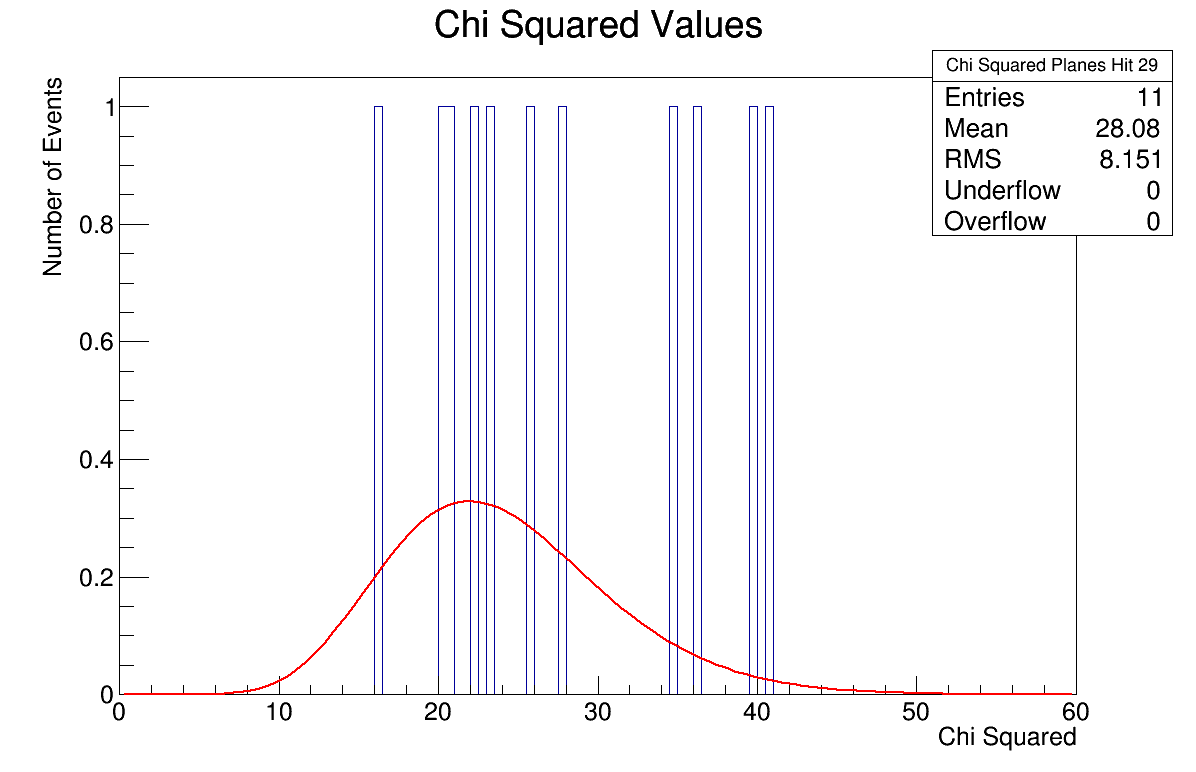 Chi Squared Values
Number of Events
Chi Squared Planes Hit 29
Entries 11
Mean 28.08
RMS 8.151
Underflow 0
Overflow 0
1
0.8
0.6
0.4
0.2
0
0 10 20 30 40 50 60
Chi Squared